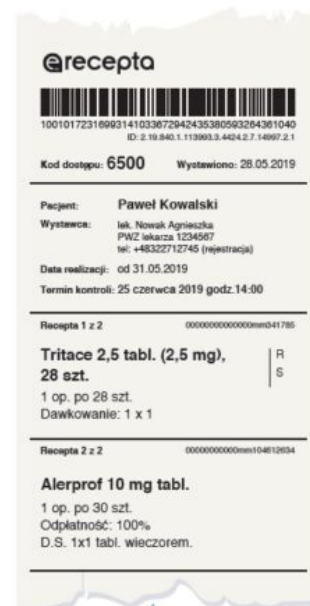 erecepta
10010172316993141033672942435380593264361040
ID: 2.19.840.1.113993.3.4424.2.7.14997.2.1
Kod dostępu: 6500 Wystawiono: 28.05.2019
Pacjent: Paweł Kowalski
Wystawca: lek. Nowak Agnieszka
PWZ lekarza 1234567
tel: +48322712745 (rejestracja)
Data realizacji: od 31.05.2019
Termin kontroli: 25 czerwca 2019 godz.14:00
Recepta 1 z 2 00000000000000mm341785
Tritace 2,5 tabl. (2,5 mg), R
28 szt. S
1 op. po 28 szt.
Dawkowanie: 1 x 1
Recepta 2 z 2 00000000000mm104612634
Alerprof 10 mg tabl.
1 op. po 30 szt.
Odpłatność: 100%
D.S. 1x1 tabl. wieczorem.